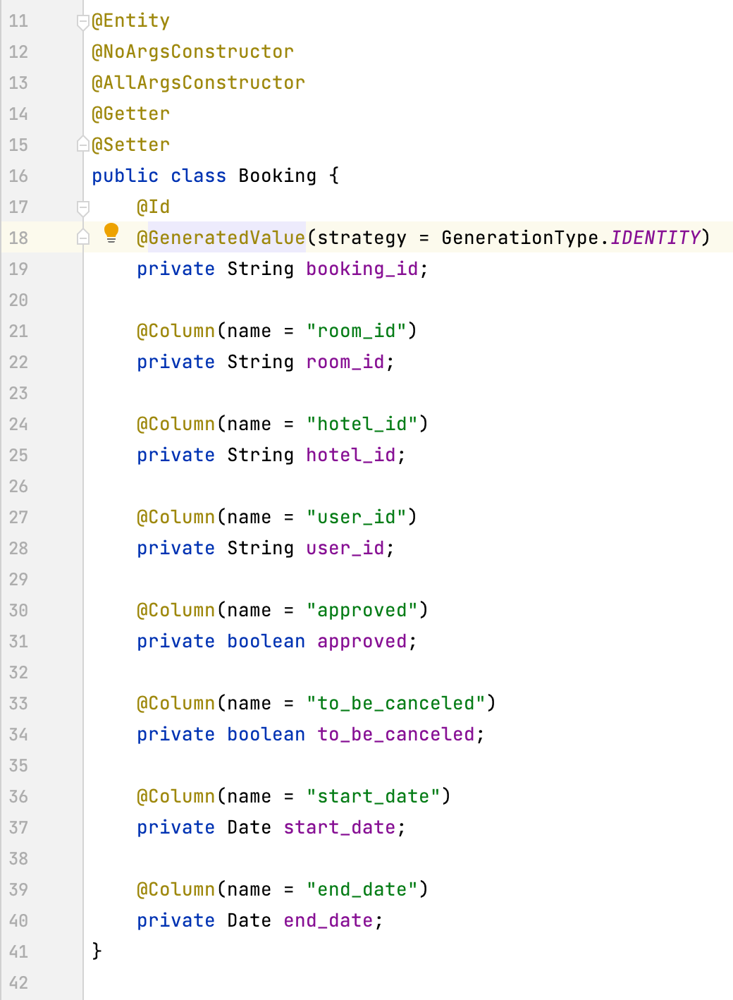 11 @Entity
12 @NoArgsConstructor
13 @AllArgsConstructor
14 @Getter
15 @Setter
16 public class Booking {
17     @Id
18     @GeneratedValue(strategy = GenerationType.IDENTITY)
19     private String booking_id;
20
21     @Column(name = "room_id")
22     private String room_id;
23
24     @Column(name = "hotel_id")
25     private String hotel_id;
26
27     @Column(name = "user_id")
28     private String user_id;
29
30     @Column(name = "approved")
31     private boolean approved;
32
33     @Column(name = "to_be_canceled")
34     private boolean to_be_canceled;
35
36     @Column(name = "start_date")
37     private Date start_date;
38
39     @Column(name = "end_date")
40     private Date end_date;
41 }
42